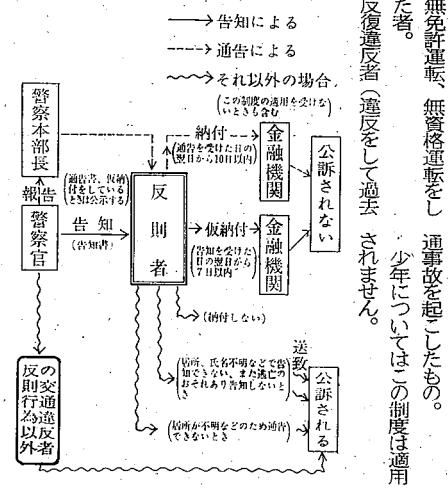 無免許運転、無資格運転をし
た者。
反復違反者（違反をして過去
通事故を起こしたもの。
少年についてはこの制度は適用
されません。
告知による
通告による
それ以外の場合
（この制度の適用を受けな
いときも含む）
警察本部長
報告
警察官
（通告書、仮納
付をしている
ときは公示する）
告知
（告知書）
反則者
納付
（通告を受けた日の
翌日から10日以内）
金融機関
仮納付
（告知を受けた
日の翌日から
7日以内）
金融機関
公訴されない
（納付しない）
（居所、氏名不明などで告
知できない、また逃亡の
おそれあり告知しないと
き）
（居所が不明などのため通告
できないとき）
送致
公訴される
反則行為以外
の交通違反者